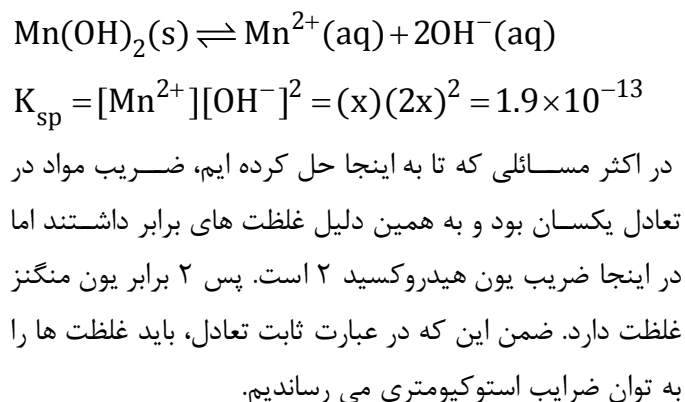 Mn(OH)₂(s) ⇌ Mn²⁺(aq) + 2OH⁻(aq)
K_sp = [Mn²⁺][OH⁻]² = (x)(2x)² = 1.9×10⁻¹³
در اکثر مسائلی که تا به اینجا حل کرده ایم، ضریب مواد در
تعادل یکسان بود و به همین دلیل غلظت های برابر داشتند اما
در اینجا ضریب یون هیدروکسید ۲ است. پس ۲ برابر یون منگنز
غلظت دارد. ضمن این که در عبارت ثابت تعادل، باید غلظت ها را
به توان ضرایب استوکیومتری می رساندیم.